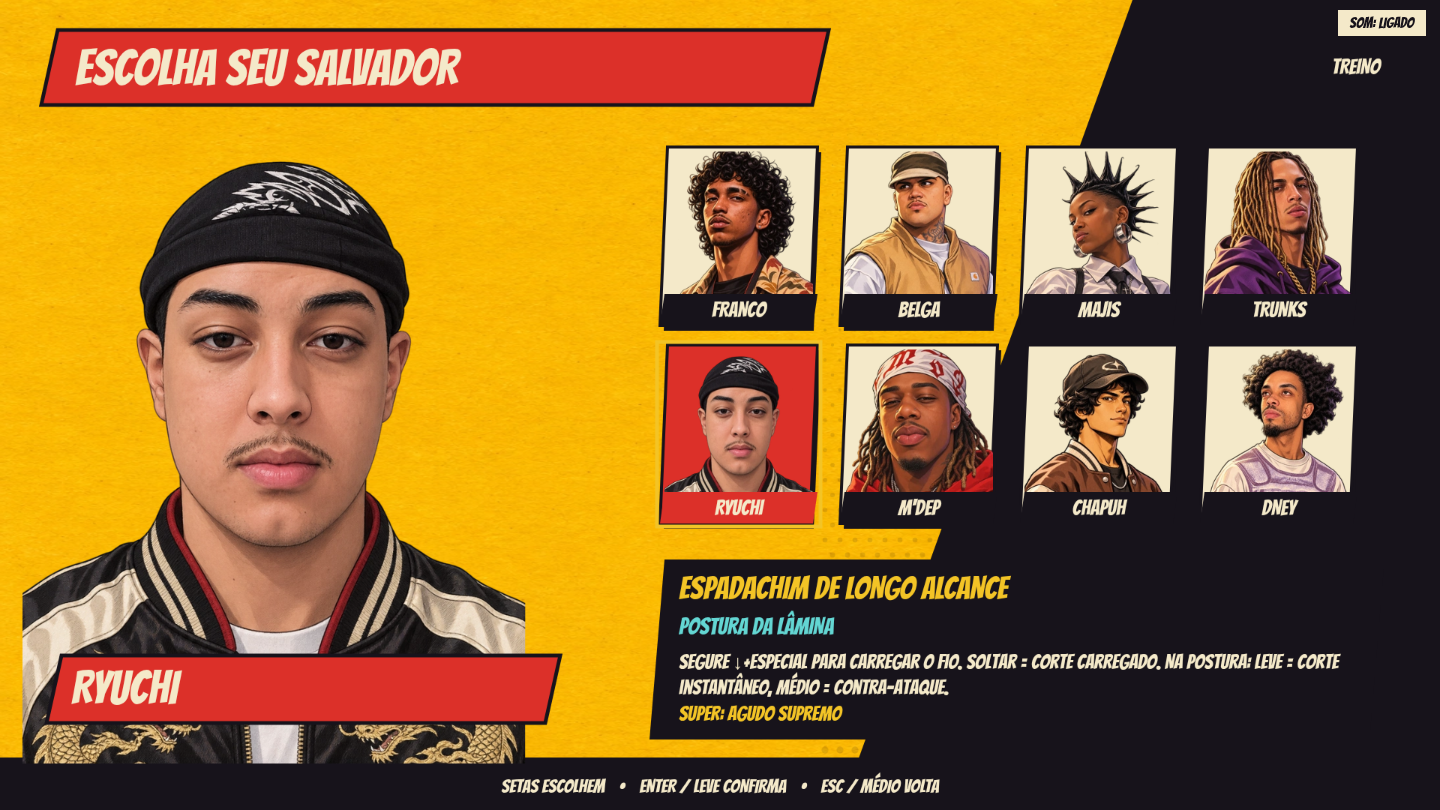 SOM: LIGADO
ESCOLHA SEU SALVADOR
TREINO
FRANCO
BELGA
MAJIS
TRUNKS
RYUCHI
M'DEP
CHAPUH
DNEY
ESPADACHIM DE LONGO ALCANCE
POSTURA DA LÂMINA
SEGURE ↓+ESPECIAL PARA CARREGAR O FIO. SOLTAR = CORTE CARREGADO. NA POSTURA: LEVE = CORTE
INSTANTÂNEO, MÉDIO = CONTRA-ATAQUE.
SUPER: AGUDO SUPREMO
RYUCHI
SETAS ESCOLHEM • ENTER / LEVE CONFIRMA • ESC / MÉDIO VOLTA